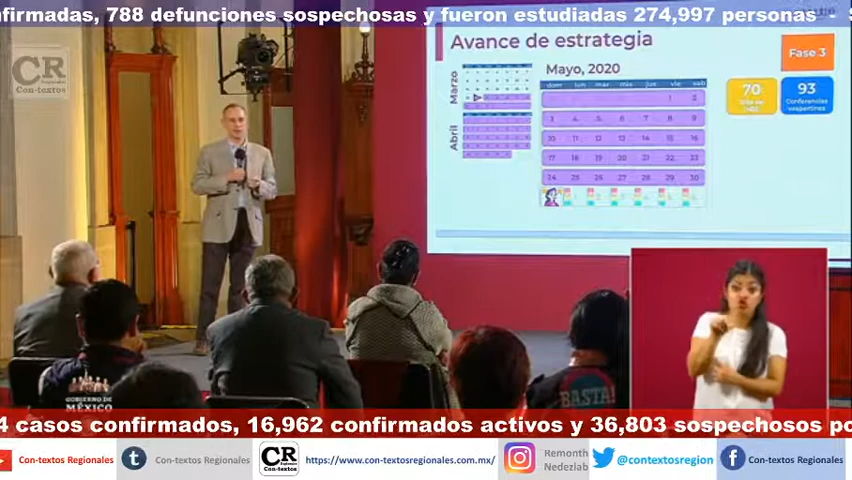 nfirmadas, 788 defunciones sospechosas y fueron estudiadas 274,997 personas - S
CR
Con-textos
Avance de estrategia
Fase 3
Marzo
Mayo, 2020
dom lun mar mié jue vie sab
1 2
3 4 5 6 7 8 9
10 11 12 13 14 15 16
17 18 19 20 21 22 23
24 25 26 27 28 29 30
Abril
70
93
Conferencias
vespertinas
BASTA!
GOBIERNO DE
MÉXICO
4 casos confirmados, 16,962 confirmados activos y 36,803 sospechosos po
Con-textos Regionales
Con-textos Regionales
CR
Con-textos
https://www.con-textosregionales.com.mx/
Remonth
Nedezlab
@contextosregion
Con-textos Regionales